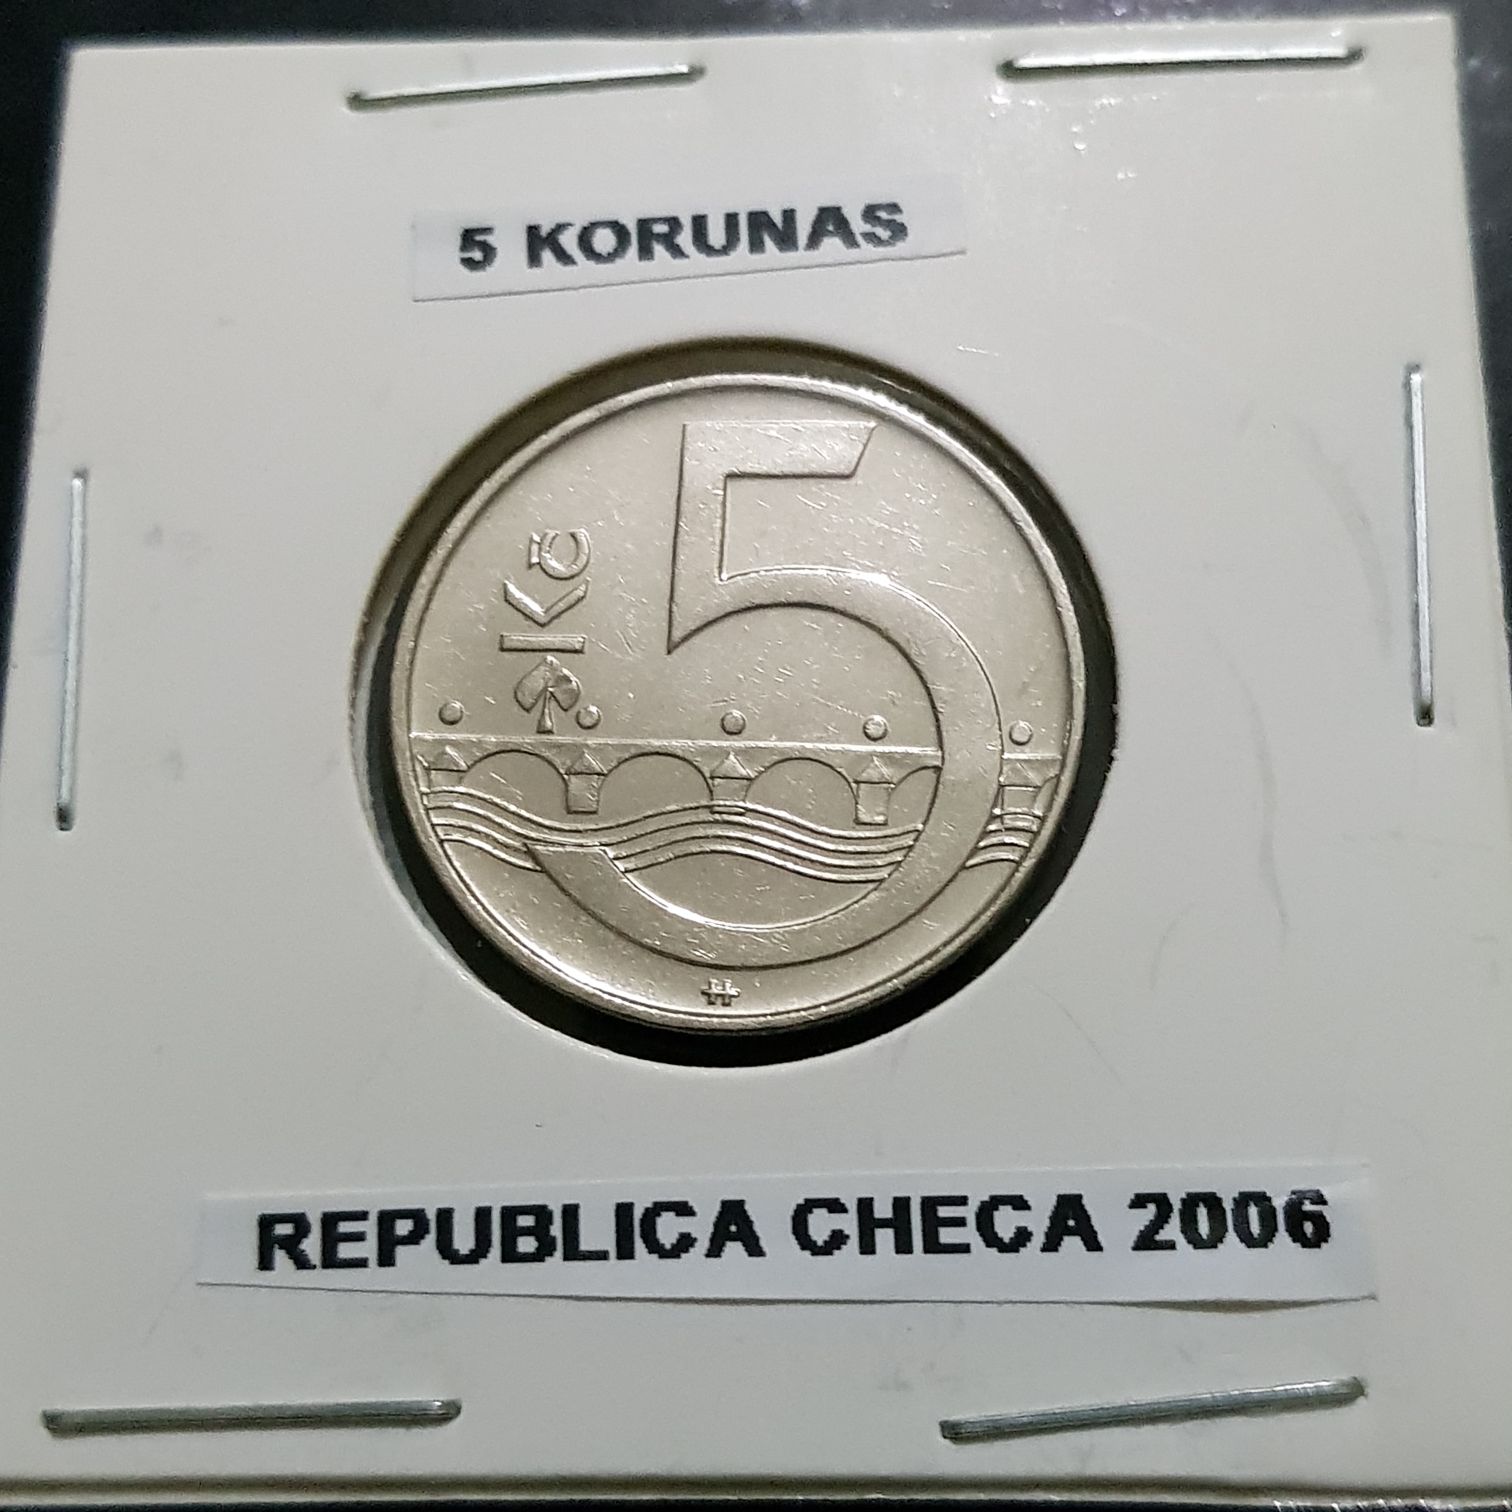 5 KORUNAS
5
Kč
REPUBLICA CHECA 2006